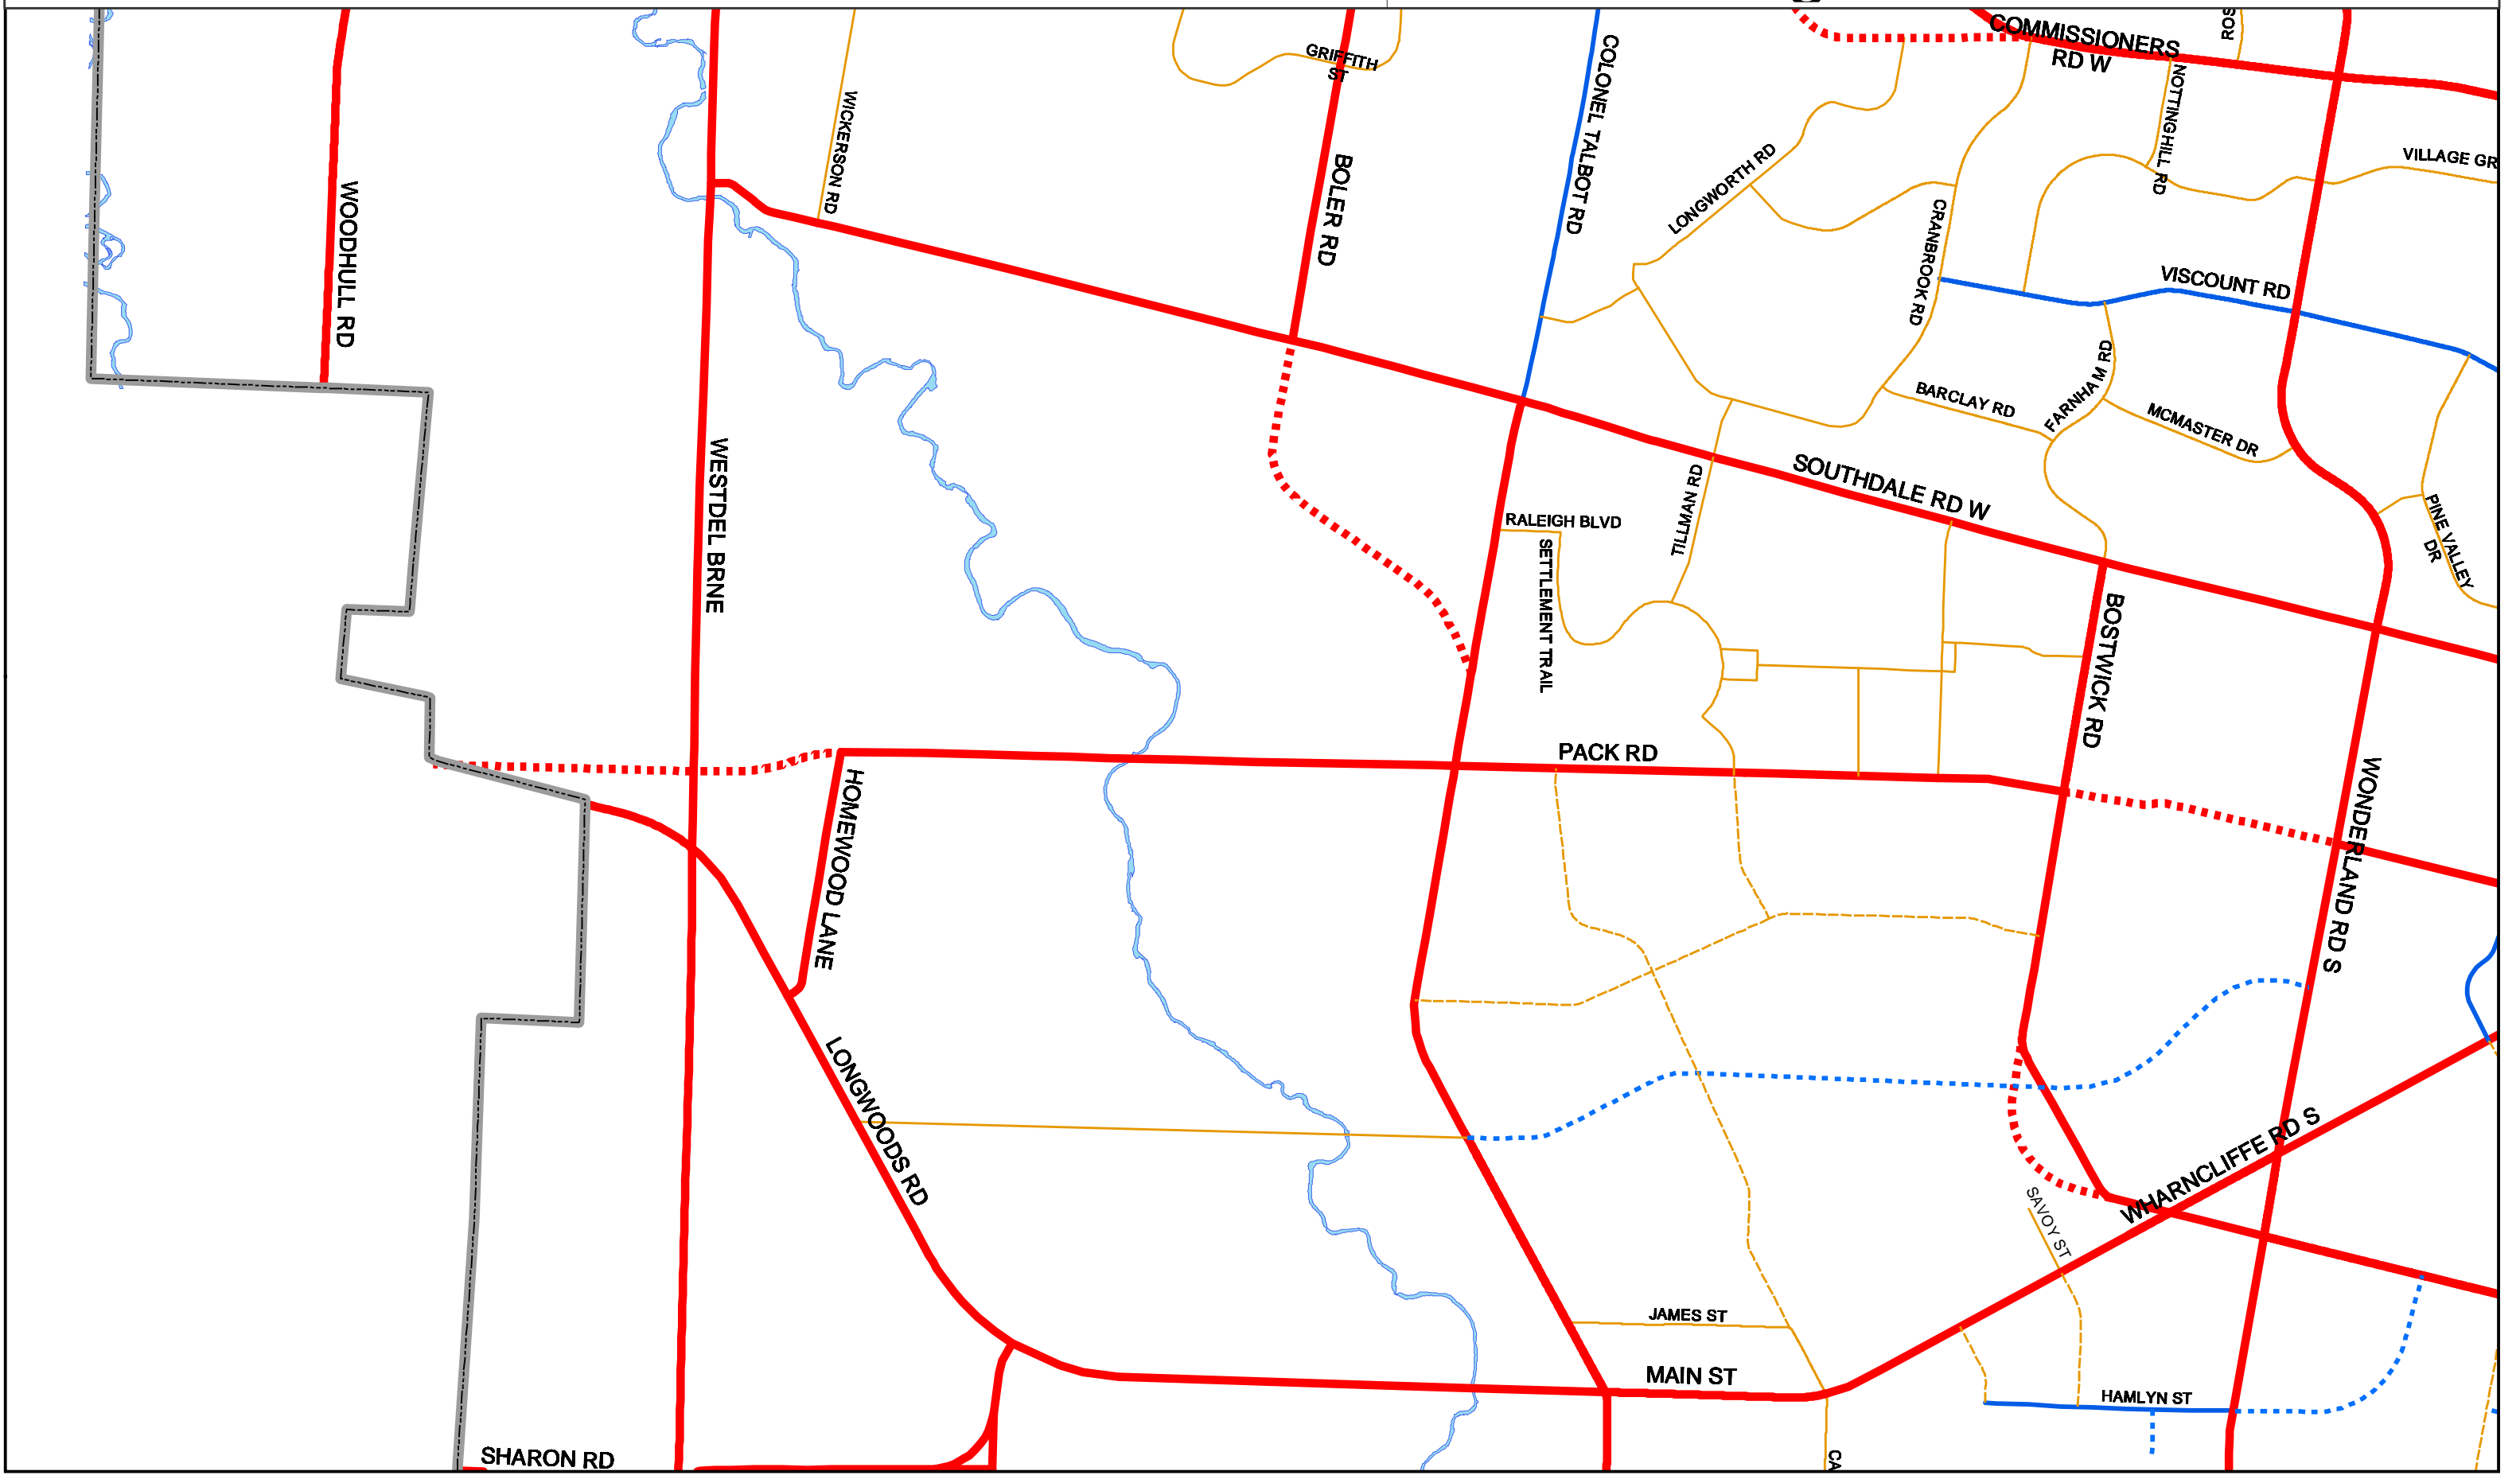 COMMISSIONERS
RD W
ROS
GRIFFITH
ST
COLONEL TALBOT RD
NOTTINGHILL RD
WICKERSON RD
VILLAGE GR
LONGWORTH RD
BOLER RD
WOODHULL RD
CRANBROOK RD
VISCOUNT RD
FARNHAM RD
BARCLAY RD
MCMASTER DR
WESTDEL BRNE
SOUTHDALE RD W
TILLMAN RD
RALEIGH BLVD
SETTLEMENT TRAIL
PINE VALLEY
DR
BOSTWICK RD
PACK RD
WONDERLAND RD S
HOMEWOOD LANE
LONGWOODS RD
WHARNCLIFFE RD S
SAVOY ST
JAMES ST
MAIN ST
HAMLYN ST
SHARON RD
CA